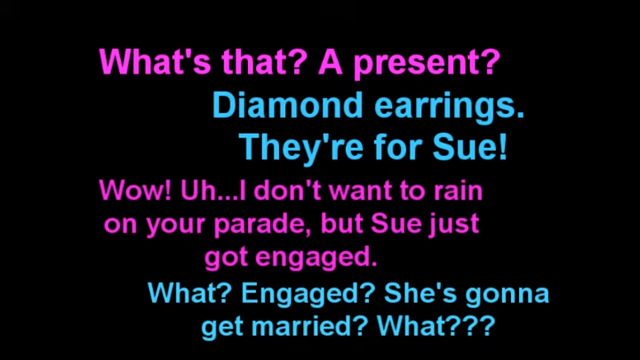 What's that? A present?
Diamond earrings.
They're for Sue!
Wow! Uh...I don't want to rain
on your parade, but Sue just
got engaged.
What? Engaged? She's gonna
get married? What???